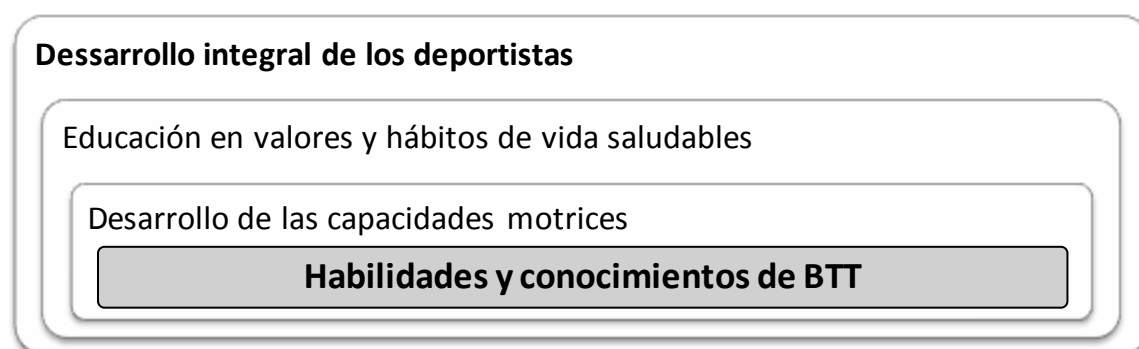 Dessarrollo integral de los deportistas
Educación en valores y hábitos de vida saludables
Desarrollo de las capacidades motrices
Habilidades y conocimientos de BTT